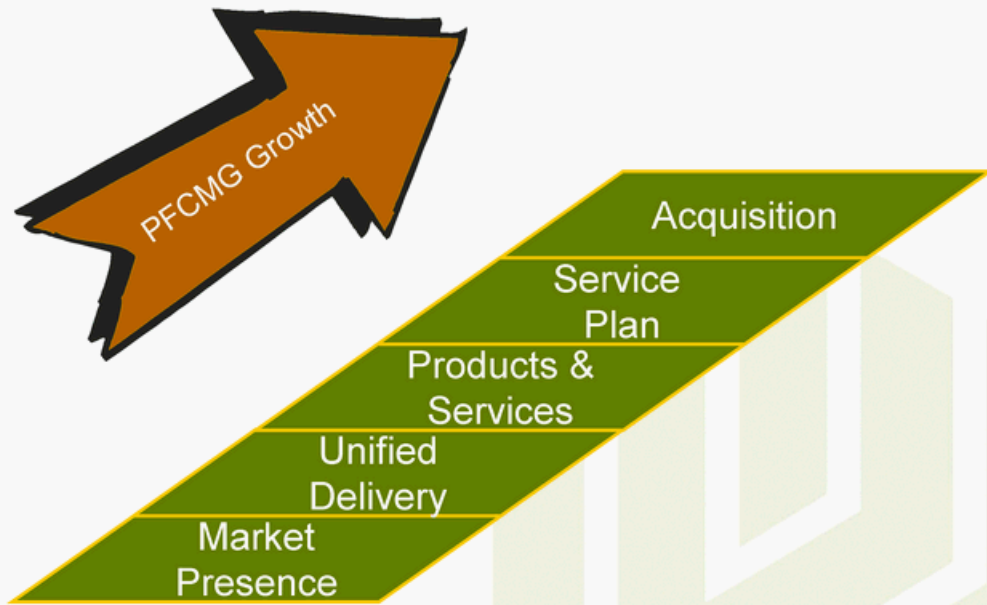 PFCMG Growth
Acquisition
Service
Plan
Products &
Services
Unified
Delivery
Market
Presence